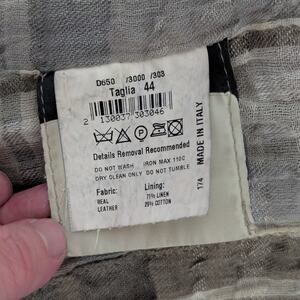 D650 /3000 /303
Taglia 44
2 130037 303046
Details Removal Recommended
DO NOT WASH IRON MAX 110C
DRY CLEAN ONLY DO NOT TUMBLE
Fabric: Lining:
REAL 71% LINEN
LEATHER 29% COTTON
MADE IN ITALY
174